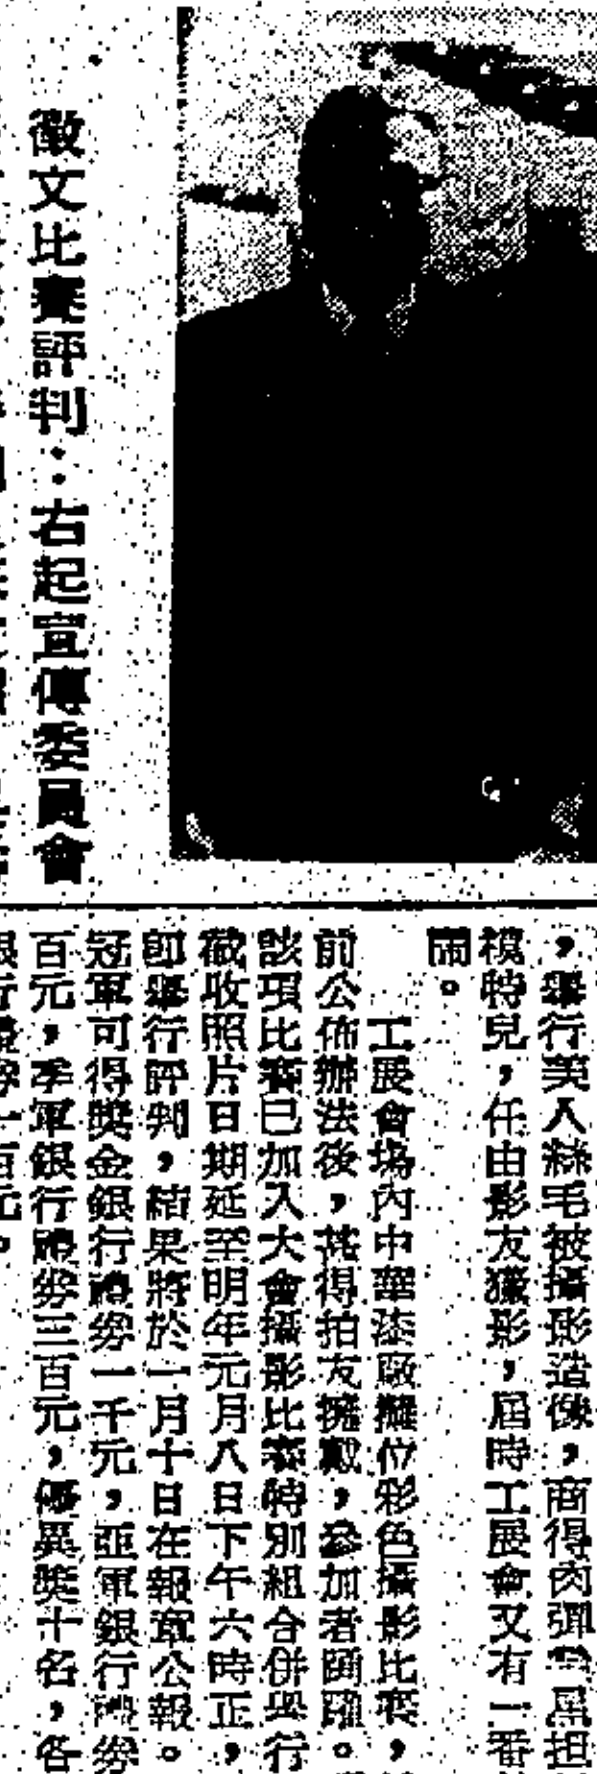 徵文比賽評判：右起宣傳委員會
，舉行美人絲毛被攝影造像，商得肉彈星担
模特兒，任由影友獵影，屆時工展會又有一番
鬧。
工展會場內中華漆廠攤位彩色攝影比賽，
前公佈辦法後，甚得拍友擁戴，參加者踴躍。
該項比賽已加入大會攝影比賽特別組合併舉行
截收照片日期延至明年元月八日下午六時正，
即舉行評判，結果將於一月十日在報章公報。
冠軍可得獎金銀行禮券一千元，亞軍銀行禮券
百元，季軍銀行禮券三百元，優異獎十名，各
銀行禮券一百元。